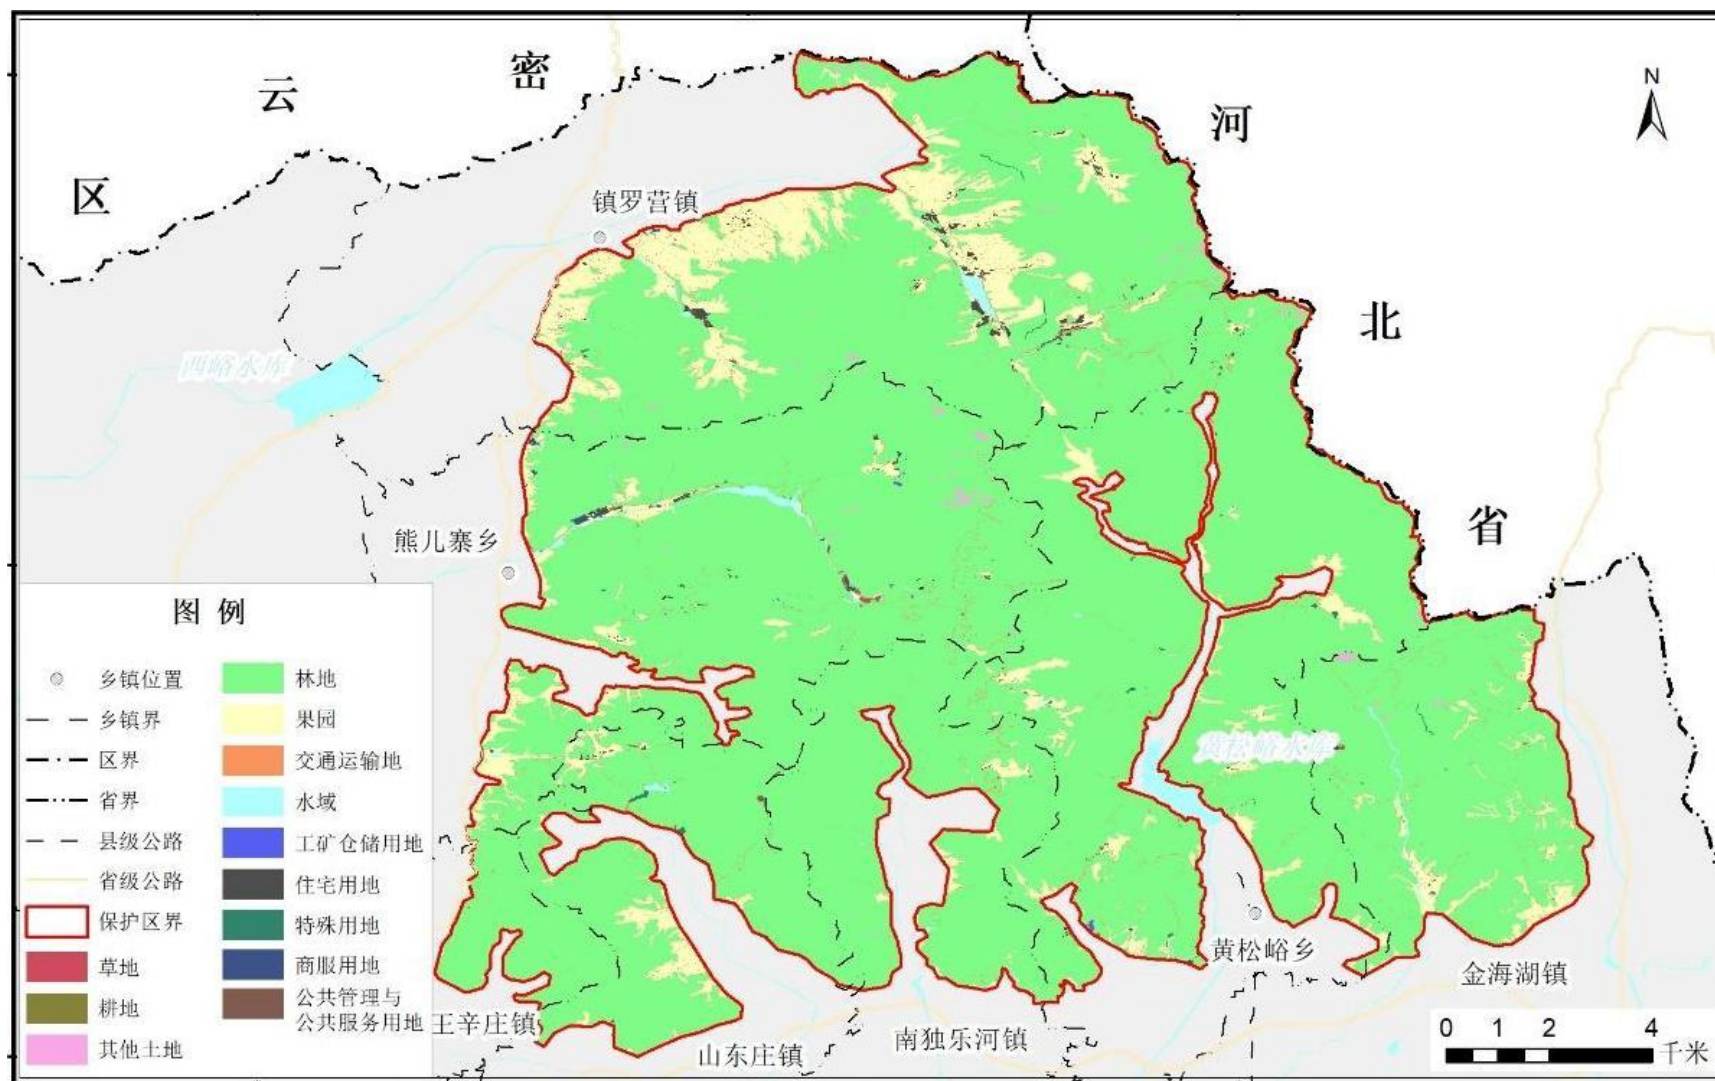 云
密
区
河
北
省
N
镇罗营镇
西峪水库
熊儿寨乡
黄松峪水库
黄松峪乡
金海湖镇
王辛庄镇
山东庄镇
南独乐河镇
图 例
乡镇位置
乡镇界
区界
省界
县级公路
省级公路
保护区界
草地
耕地
其他土地
林地
果园
交通运输地
水域
工矿仓储用地
住宅用地
特殊用地
商服用地
公共管理与
公共服务用地
0 1 2 4
千米